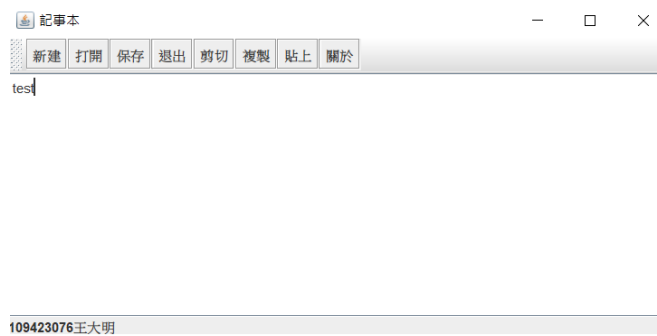 記事本
新建 打開 保存 退出 剪切 複製 貼上 關於
test
109423076王大明